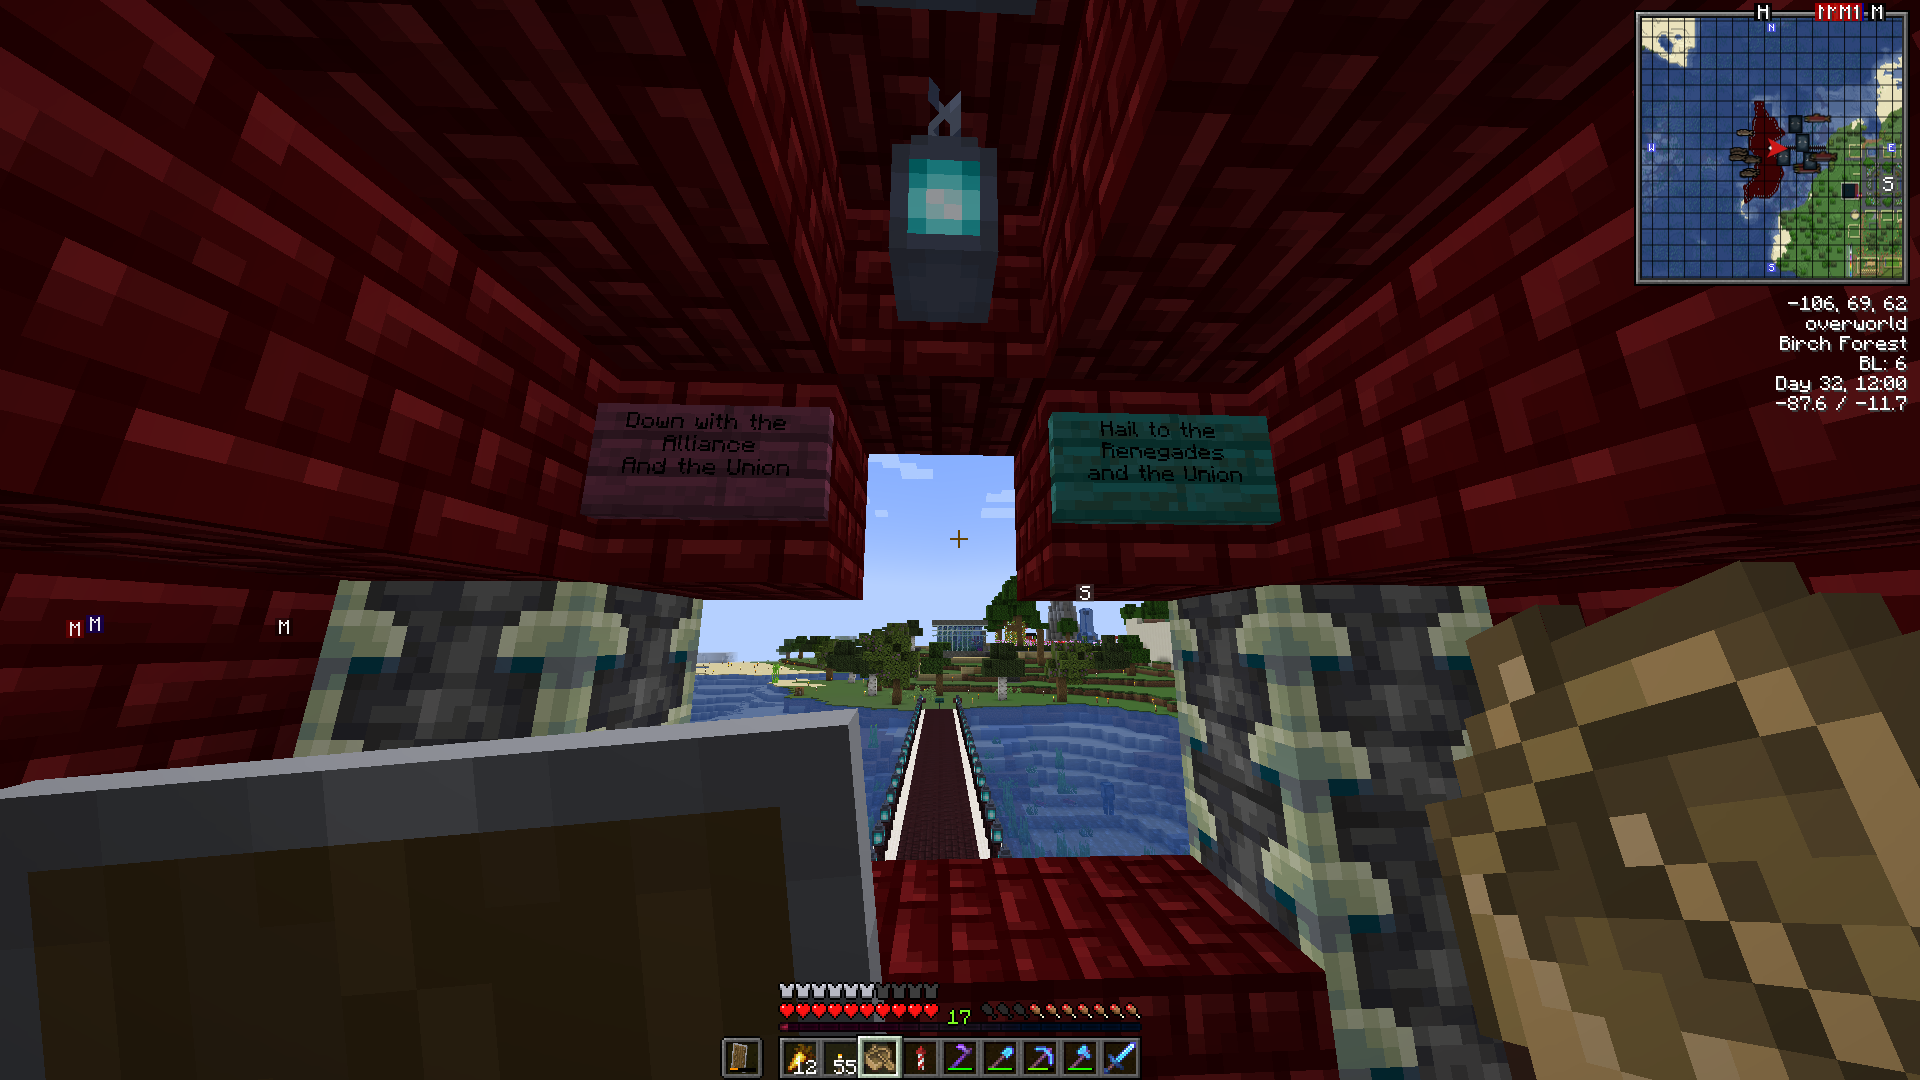 H M M1 M
N
W
E
S
S
-106, 69, 62
overworld
Birch Forest
BL: 6
Day 32, 12:00
-87.6 / -11.7
Down with the
Alliance
And the Union
Hail to the
Renegades
and the Union
S
M M
M
17
12
55